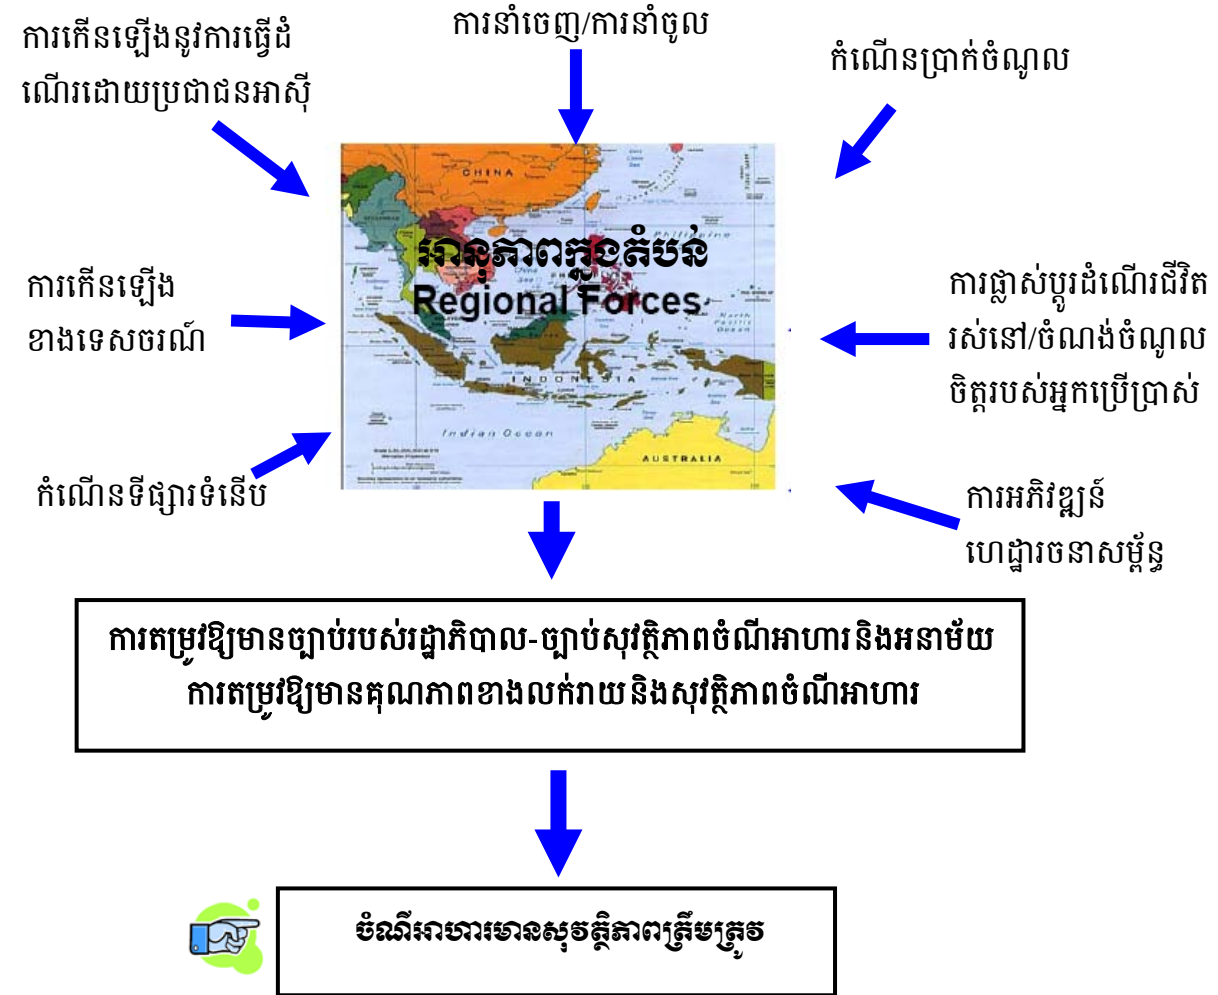 ការកើនឡើងនូវការធ្វើដំ
ណើរដោយប្រជាជនអាស៊ី
ការនាំចេញ/ការនាំចូល
កំណើនប្រាក់ចំណូល
CHINA
Philippine
អានុភាពក្នុងតំបន់
Regional Forces
North
Pacific
Ocean
INDONESIA
Indian Ocean
AUSTRALIA
ការកើនឡើង
ខាងទេសចរណ៍
ការផ្លាស់ប្តូរដំណើរជីវិត
រស់នៅ/ចំណង់ចំណូល
ចិត្តរបស់អ្នកប្រើប្រាស់
កំណើនទីផ្សារទំនើប
ការអភិវឌ្ឍន៍
ហេដ្ឋារចនាសម្ព័ន្ធ
ការតម្រូវឱ្យមានច្បាប់របស់រដ្ឋាភិបាល-ច្បាប់សុវត្ថិភាពចំណីអាហារ និងអនាម័យ
ការតម្រូវឱ្យមានគុណភាពខាងលក់រាយ និងសុវត្ថិភាពចំណីអាហារ
ចំណីអាហារមានសុវត្ថិភាពត្រឹមត្រូវ